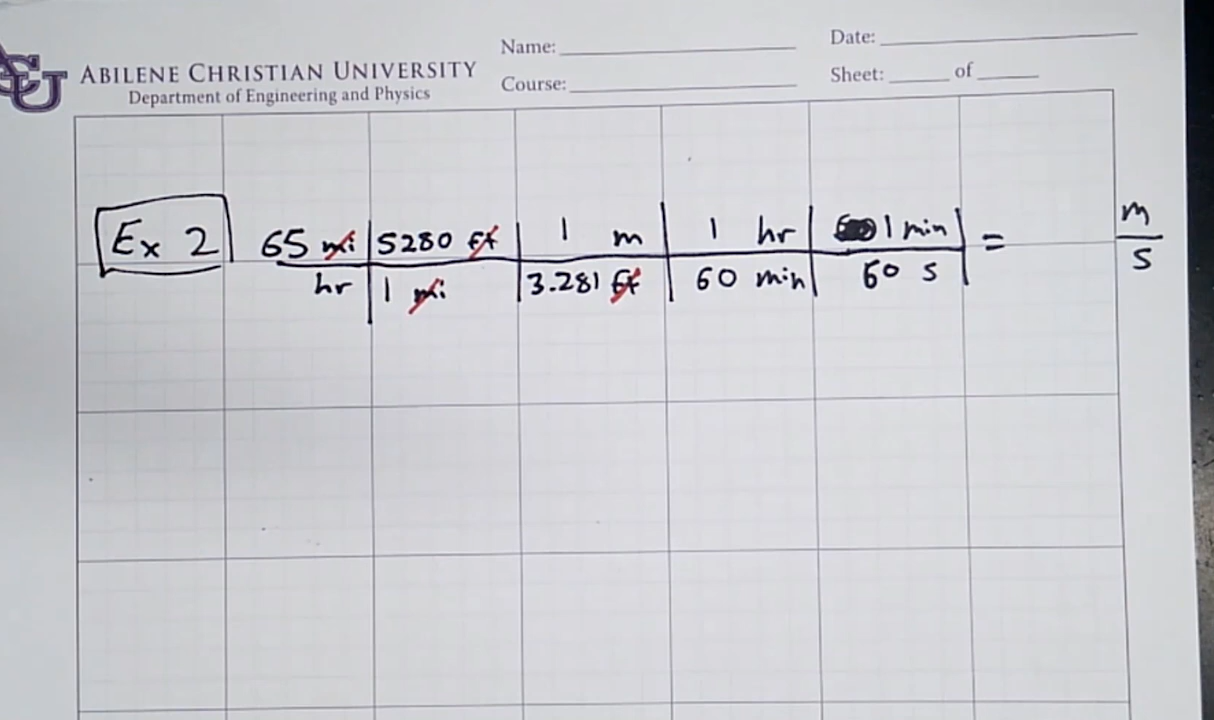 ACU ABILENE CHRISTIAN UNIVERSITY
Department of Engineering and Physics
Name:
Course:
Date:
Sheet: of
Ex 2 65 mi 5280 ft 1 m 1 hr 1 min = m
hr 1 mi 3.281 ft 60 min 60 s s